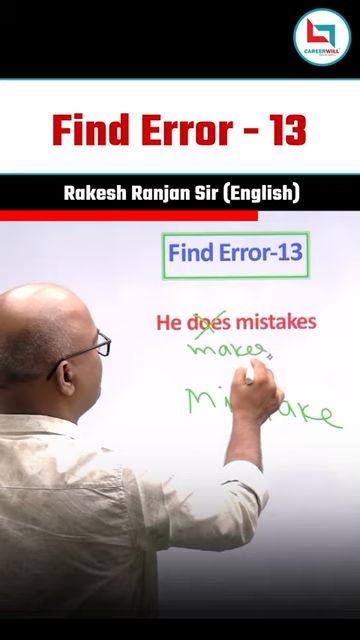 CAREERWILL
Find Error - 13
Rakesh Ranjan Sir (English)
Find Error-13
He does mistakes
makes